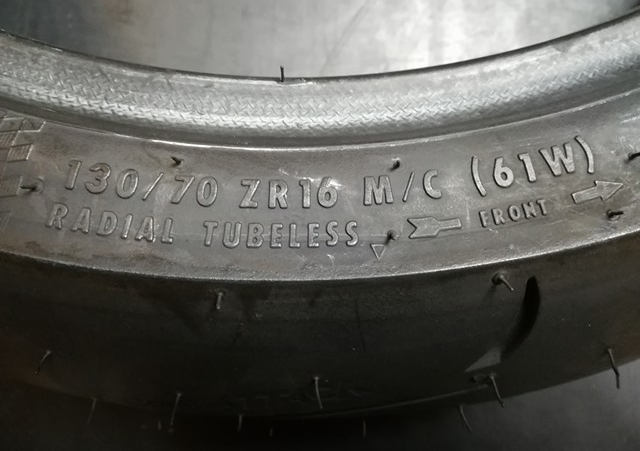 130/70 ZR16 M/C (61W)
RADIAL TUBELESS FRONT